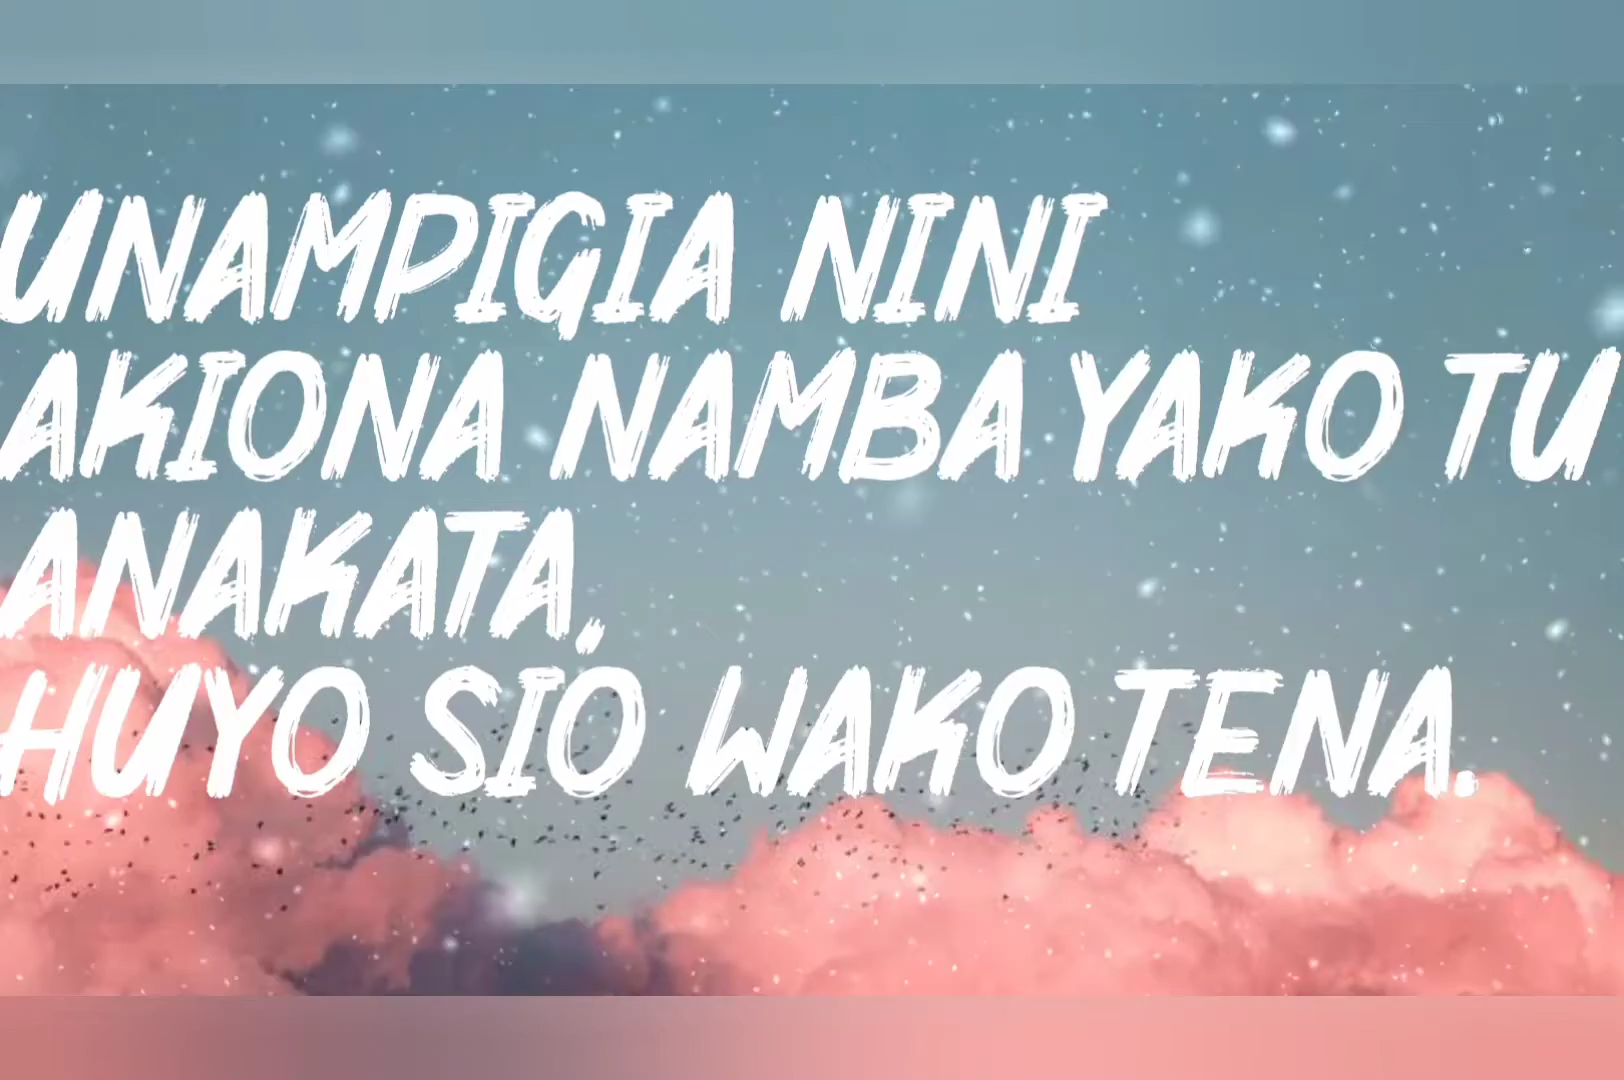 UNAMPIGIA NINI
AKIONA NAMBA YAKO TU
ANAKATA,
HUYO SIO WAKO TENA.